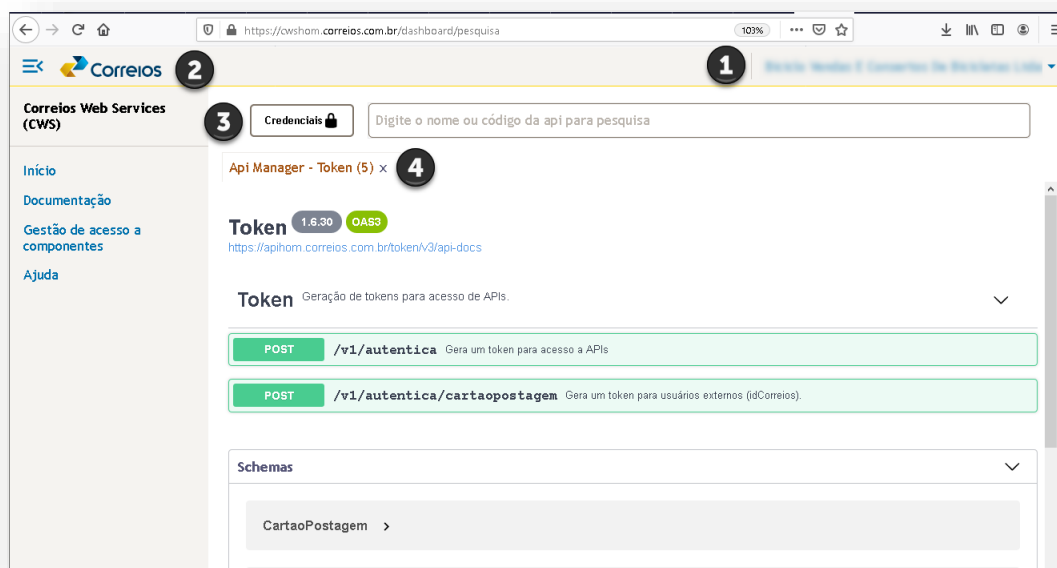 https://cwshom.correios.com.br/dashboard/pesquisa
103%
Correios
2
1
Correios Web Services
(CWS)
3
Credenciais
Digite o nome ou código da api para pesquisa
Início
Documentação
Gestão de acesso a
componentes
Ajuda
Api Manager - Token (5) x
4
Token 1.6.30 OAS3
https://apihom.correios.com.br/token/v3/api-docs
Token Geração de tokens para acesso de APIs.
POST /v1/autentica Gera um token para acesso a APIs
POST /v1/autentica/cartaopostagem Gera um token para usuários externos (idCorreios).
Schemas
CartaoPostagem